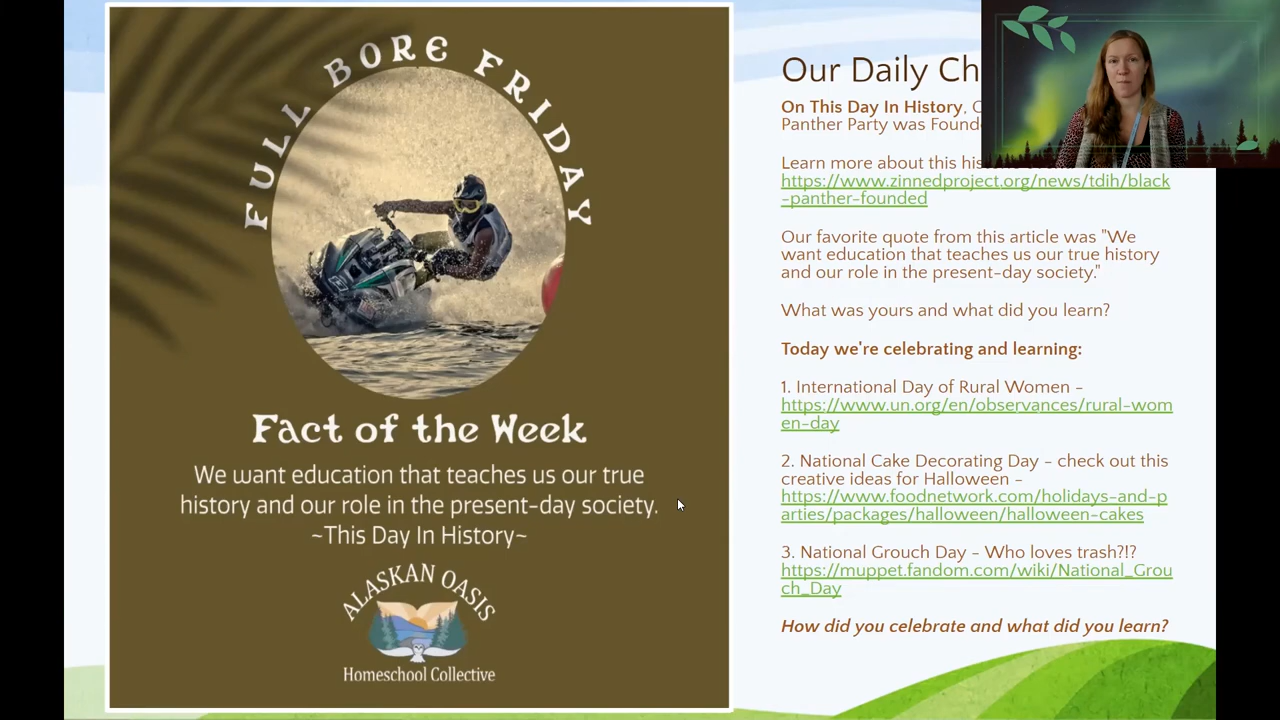 FULL BORE FRIDAY
Fact of the Week
We want education that teaches us our true
history and our role in the present-day society.
~This Day In History~
ALASKAN OASIS
Homeschool Collective
Our Daily Ch
On This Day In History,
Panther Party was Found
Learn more about this his
https://www.zinnedproject.org/news/tdih/black
-panther-founded
Our favorite quote from this article was "We
want education that teaches us our true history
and our role in the present-day society."
What was yours and what did you learn?
Today we're celebrating and learning:
1. International Day of Rural Women -
https://www.un.org/en/observances/rural-wom
en-day
2. National Cake Decorating Day - check out this
creative ideas for Halloween -
https://www.foodnetwork.com/holidays-and-p
arties/packages/halloween/halloween-cakes
3. National Grouch Day - Who loves trash?!?
https://muppet.fandom.com/wiki/National_Grou
ch_Day
How did you celebrate and what did you learn?